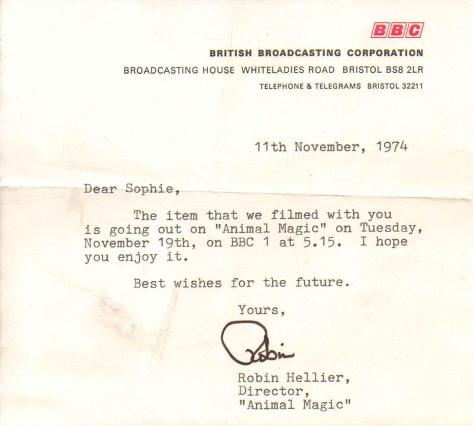 BBC
BRITISH BROADCASTING CORPORATION
BROADCASTING HOUSE WHITELADIES ROAD BRISTOL BS8 2LR
TELEPHONE & TELEGRAMS BRISTOL 32211
11th November, 1974
Dear Sophie,
The item that we filmed with you
is going out on "Animal Magic" on Tuesday,
November 19th, on BBC 1 at 5.15. I hope
you enjoy it.
Best wishes for the future.
Yours,
Robin
Robin Hellier,
Director,
"Animal Magic"